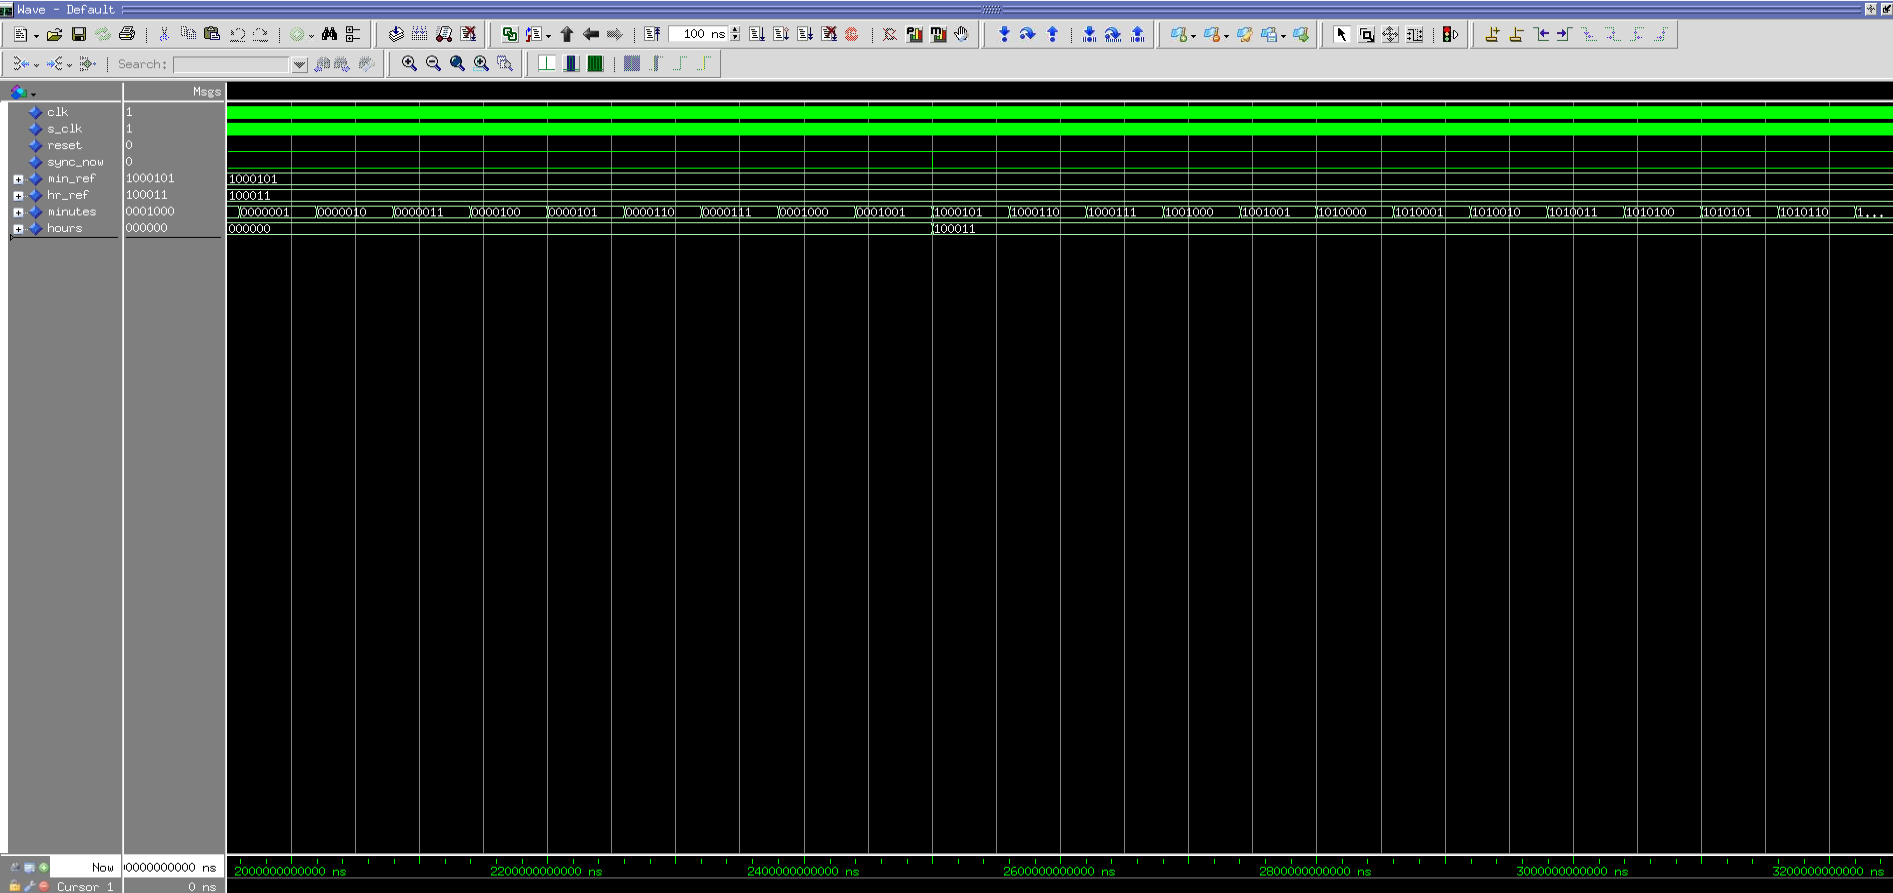 Wave - Default
100 ns
Search:
Msgs
clk 1
s_clk 1
reset 0
sync_now 0
min_ref 1000101 1000101
hr_ref 100011 100011
minutes 0001000 0000001 0000010 0000011 0000100 0000101 0000110 0000111 0001000 0001001 1000101 1000110 1000111 1001000 1001001 1010000 1010001 1010010 1010011 1010100 1010101 1010110 1...
hours 000000 000000 100011
Now 0000000000 ns 2000000000000 ns 2200000000000 ns 2400000000000 ns 2600000000000 ns 2800000000000 ns 3000000000000 ns 3200000000000 ns
Cursor 1 0 ns